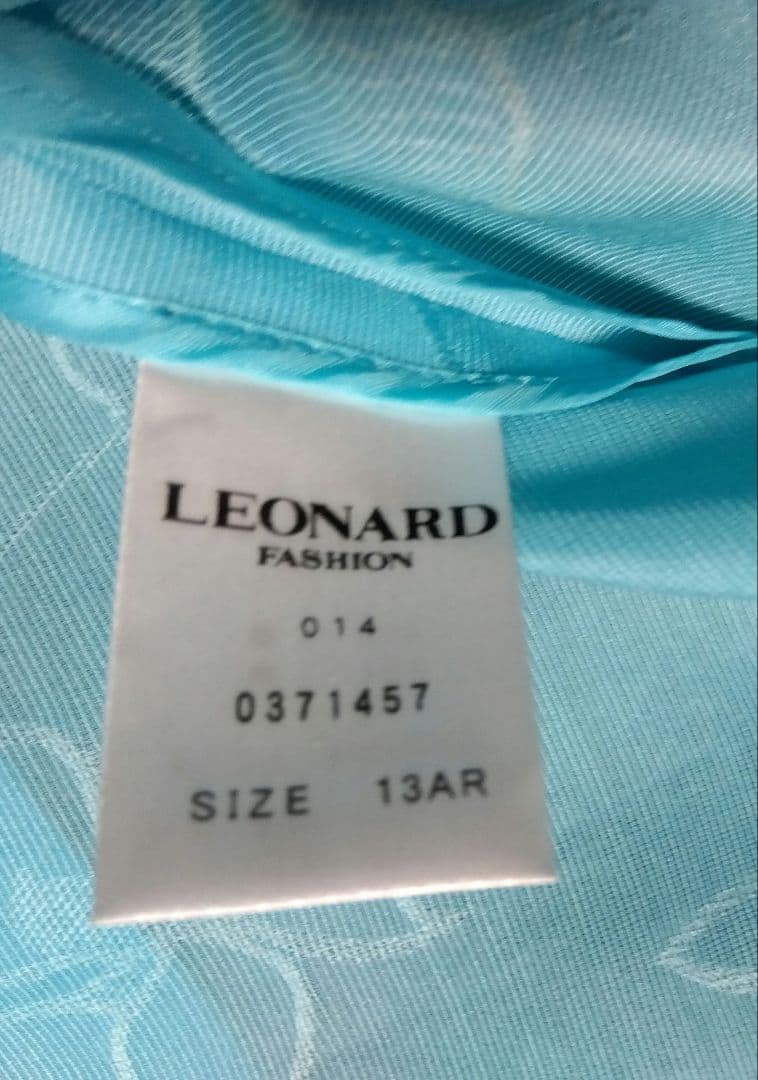 LEONARD
FASHION
014
0371457
SIZE 13AR